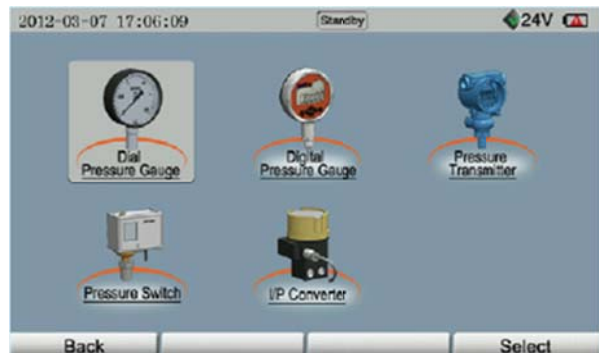 2012-03-07 17:06:09 Standby 24V
Dial
Pressure Gauge
Digital
Pressure Gauge
Pressure
Transmitter
Pressure Switch
I/P Converter
Back Select